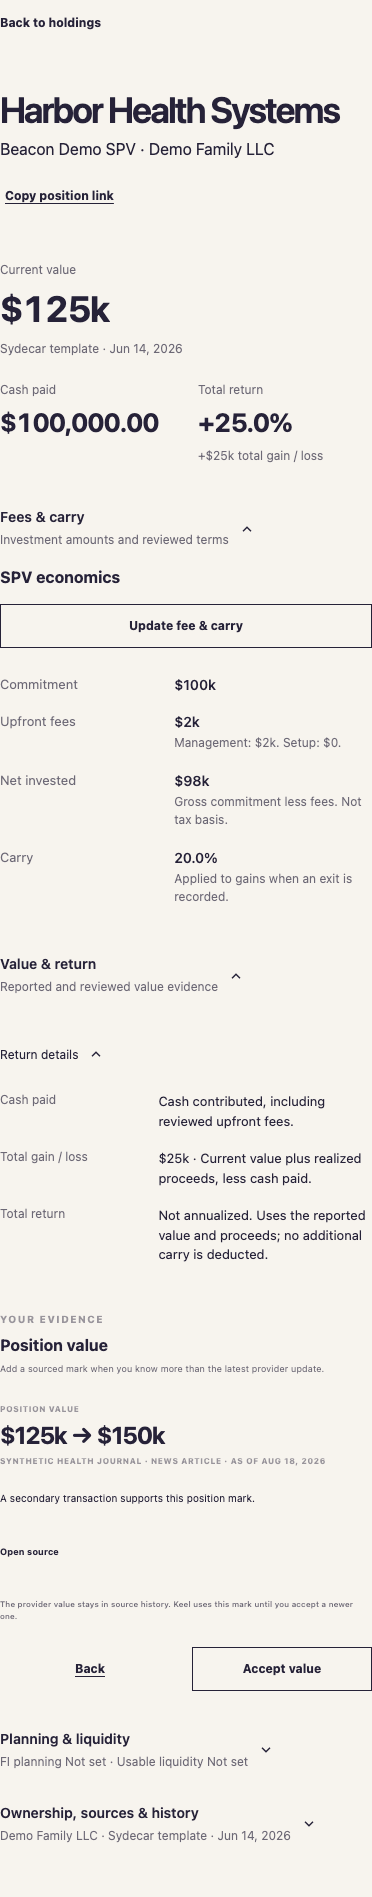 Back to holdings
Harbor Health Systems
Beacon Demo SPV · Demo Family LLC
Copy position link
Current value
$125k
Sydecar template · Jun 14, 2026
Cash paid
$100,000.00
Total return
+25.0%
+$25k total gain / loss
Fees & carry
Investment amounts and reviewed terms
SPV economics
Update fee & carry
Commitment
$100k
Upfront fees
$2k
Management: $2k. Setup: $0.
Net invested
$98k
Gross commitment less fees. Not
tax basis.
Carry
20.0%
Applied to gains when an exit is
recorded.
Value & return
Reported and reviewed value evidence
Return details
Cash paid
Cash contributed, including
reviewed upfront fees.
Total gain / loss
$25k · Current value plus realized
proceeds, less cash paid.
Total return
Not annualized. Uses the reported
value and proceeds; no additional
carry is deducted.
YOUR EVIDENCE
Position value
Add a sourced mark when you know more than the latest provider update.
POSITION VALUE
$125k → $150k
SYNTHETIC HEALTH JOURNAL · NEWS ARTICLE · AS OF AUG 18, 2026
A secondary transaction supports this position mark.
Open source
The provider value stays in source history. Keel uses this mark until you accept a newer
one.
Back
Accept value
Planning & liquidity
FI planning Not set · Usable liquidity Not set
Ownership, sources & history
Demo Family LLC · Sydecar template · Jun 14, 2026